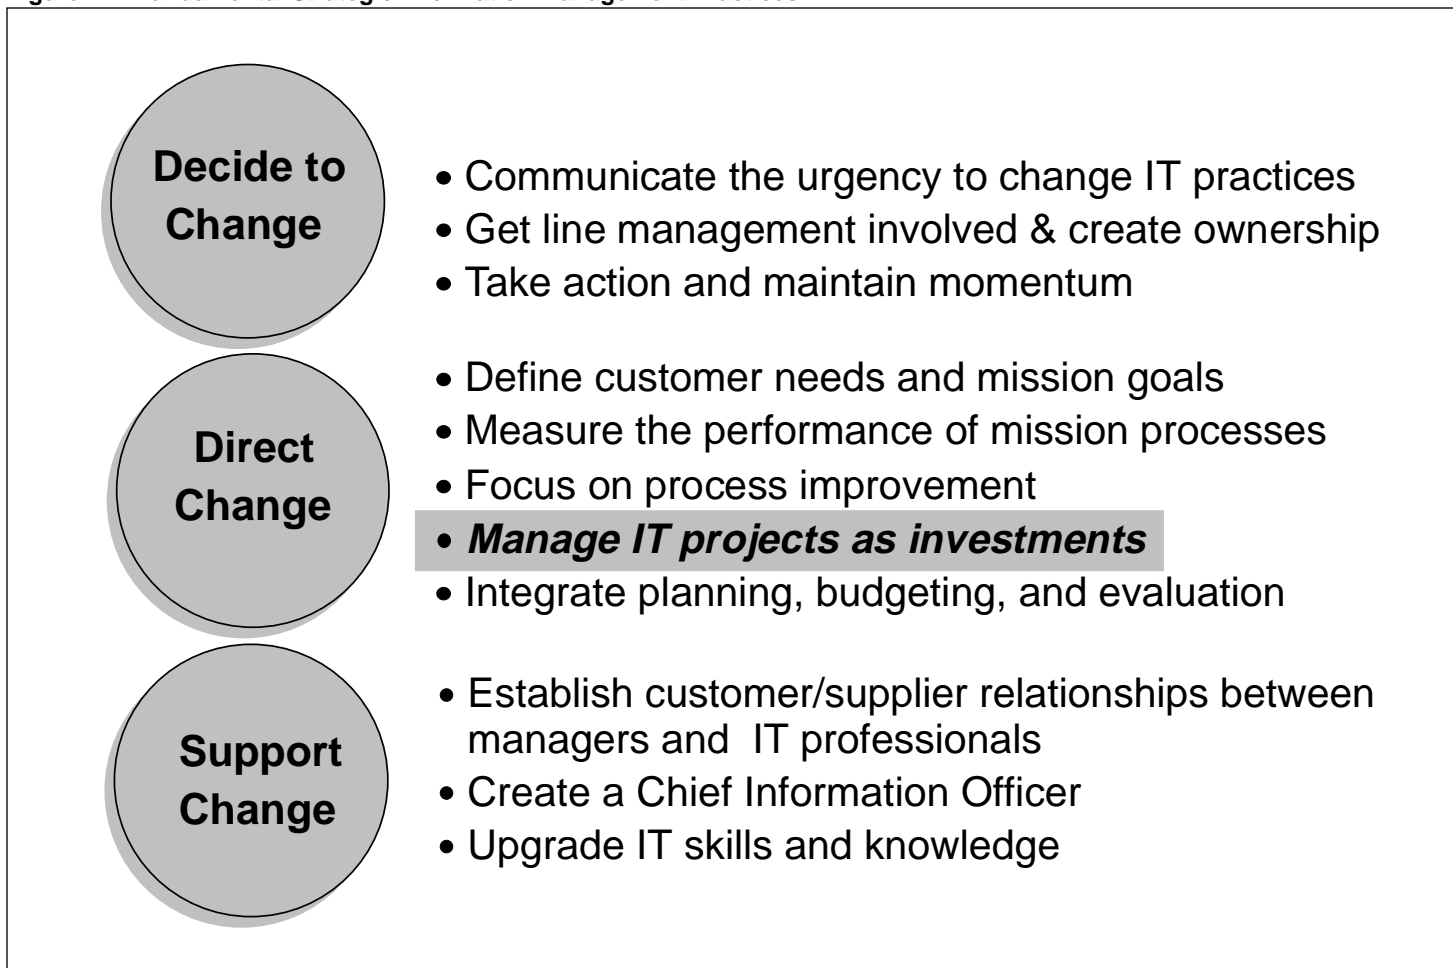 Decide to
Change
• Communicate the urgency to change IT practices
• Get line management involved & create ownership
• Take action and maintain momentum
Direct
Change
• Define customer needs and mission goals
• Measure the performance of mission processes
• Focus on process improvement
• Manage IT projects as investments
• Integrate planning, budgeting, and evaluation
Support
Change
• Establish customer/supplier relationships between
managers and IT professionals
• Create a Chief Information Officer
• Upgrade IT skills and knowledge